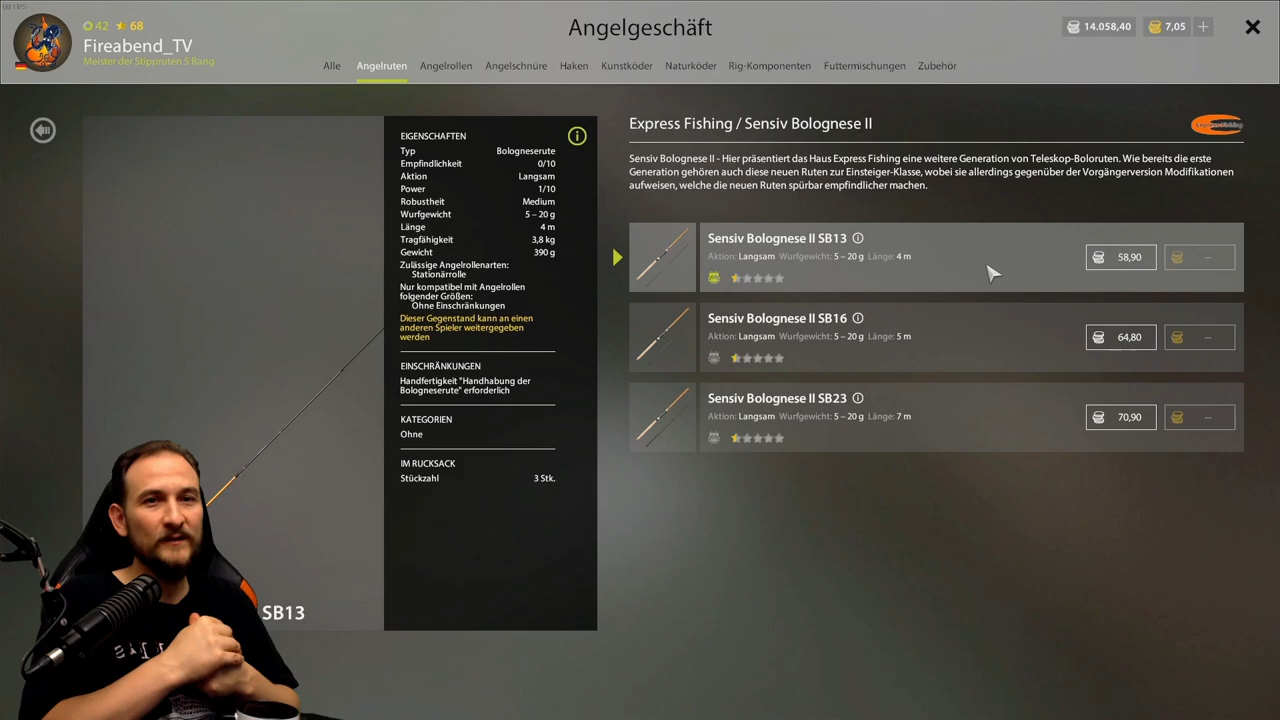 42 68
Fireabend_TV
Meister der Stippruten 5 Rang
Angelgeschäft
14.058,40 7,05 +
Alle Angelruten Angelrollen Angelschnüre Haken Kunstköder Naturköder Rig-Komponenten Futtermischungen Zubehör
EIGENSCHAFTEN
Typ Bologneserute
Empfindlichkeit 0/10
Aktion Langsam
Power 1/10
Robustheit Medium
Wurfgewicht 5 – 20 g
Länge 4 m
Tragfähigkeit 3,8 kg
Gewicht 390 g
Zulässige Angelrollenarten:
Stationärrolle
Nur kompatibel mit Angelrollen
folgender Größen:
Ohne Einschränkungen
Dieser Gegenstand kann an einen
anderen Spieler weitergegeben
werden
EINSCHRÄNKUNGEN
Handfertigkeit "Handhabung der
Bologneserute" erforderlich
KATEGORIEN
Ohne
IM RUCKSACK
Stückzahl 3 Stk.
SB13
Express Fishing / Sensiv Bolognese II
Express Fishing
Sensiv Bolognese II - Hier präsentiert das Haus Express Fishing eine weitere Generation von Teleskop-Boloruten. Wie bereits die erste
Generation gehören auch diese neuen Ruten zur Einsteiger-Klasse, wobei sie allerdings gegenüber der Vorgängerversion Modifikationen
aufweisen, welche die neuen Ruten spürbar empfindlicher machen.
Sensiv Bolognese II SB13
Aktion: Langsam Wurfgewicht: 5 – 20 g Länge: 4 m
58,90 --
Sensiv Bolognese II SB16
Aktion: Langsam Wurfgewicht: 5 – 20 g Länge: 5 m
64,80 --
Sensiv Bolognese II SB23
Aktion: Langsam Wurfgewicht: 5 – 20 g Länge: 7 m
70,90 --